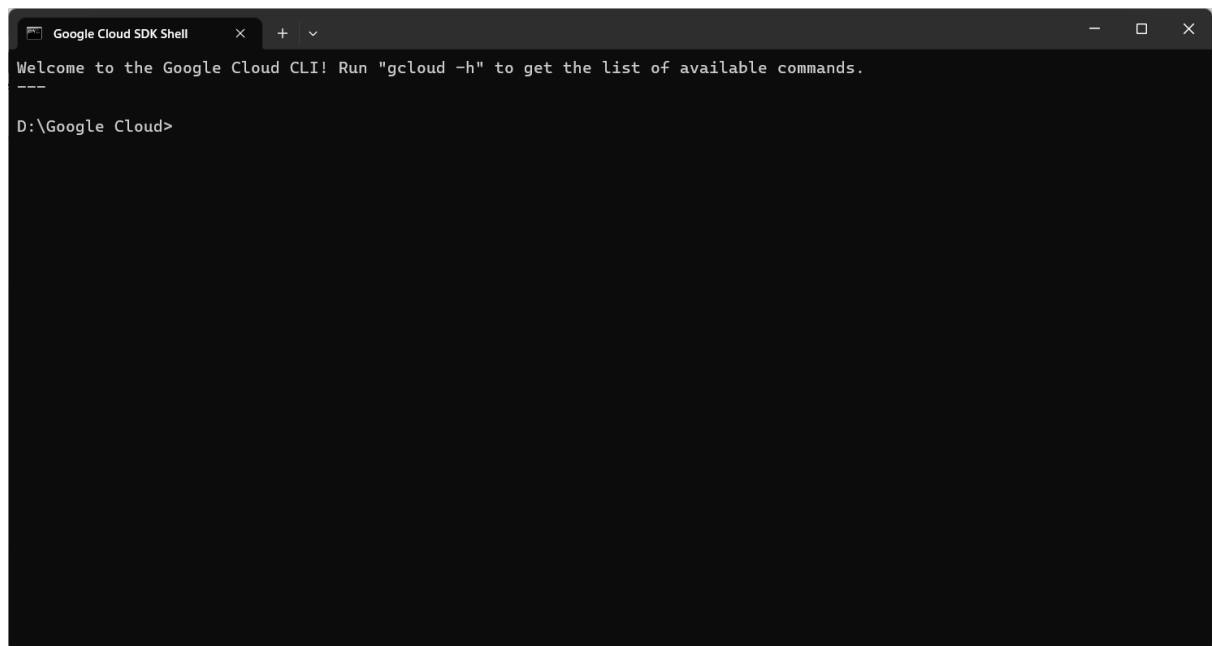 Google Cloud SDK Shell
Welcome to the Google Cloud CLI! Run "gcloud -h" to get the list of available commands.
---
D:\Google Cloud>